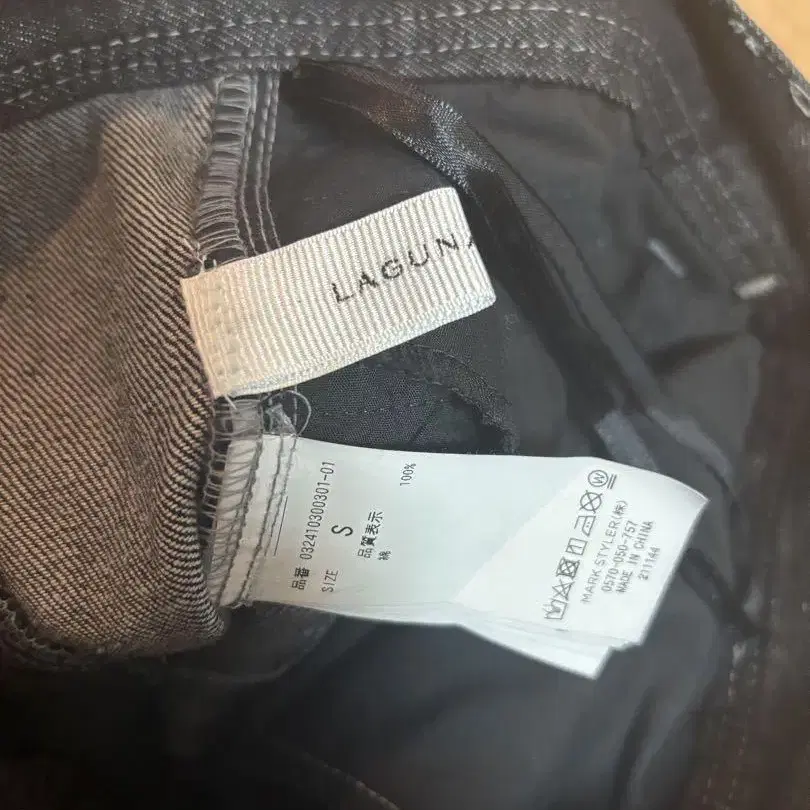 LAGUNA
品番 032410300301-01
SIZE S
品質表示
綿 100%
MARK STYLER(株)
0570-050-757
MADE IN CHINA
211144